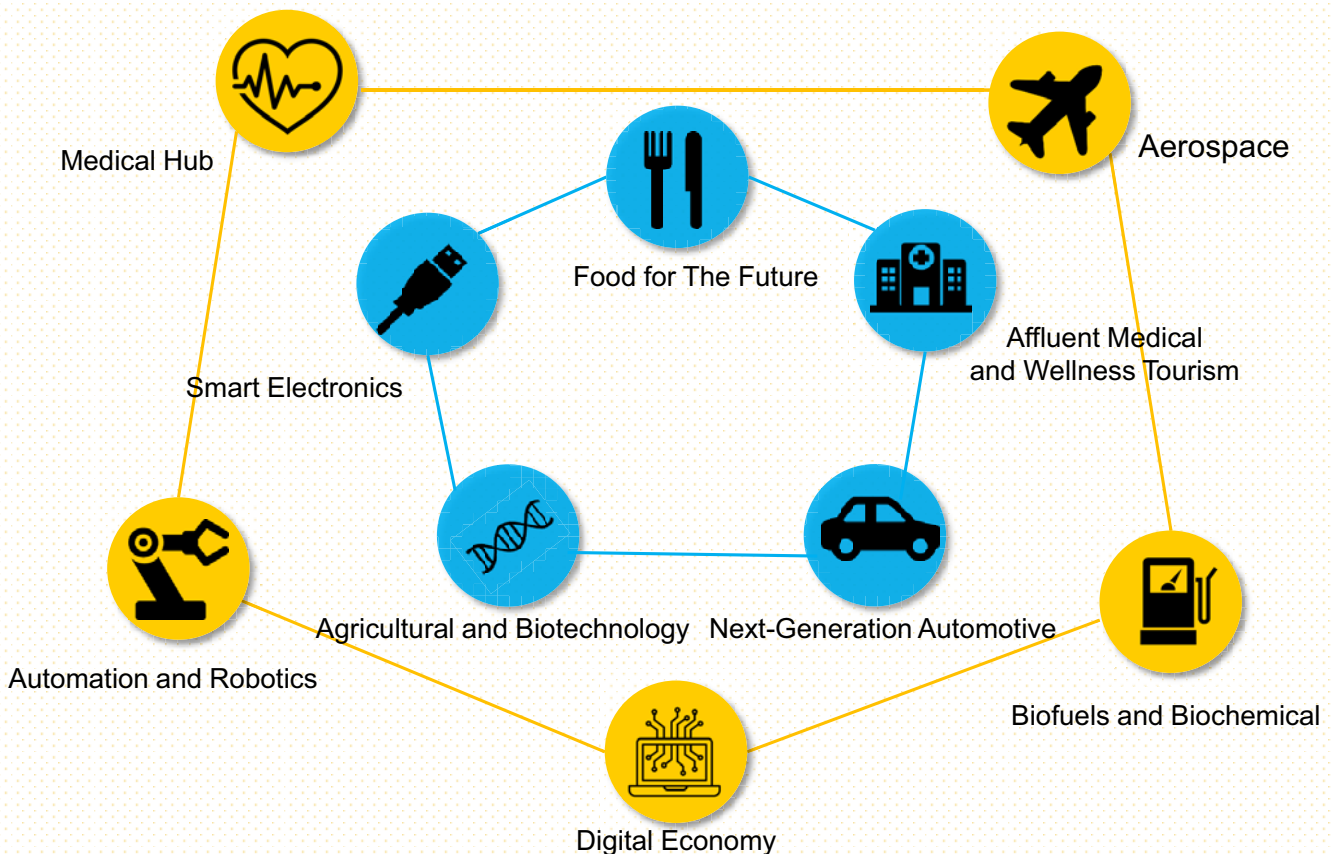 Medical Hub
Aerospace
Food for The Future
Affluent Medical
and Wellness Tourism
Smart Electronics
Agricultural and Biotechnology
Next-Generation Automotive
Automation and Robotics
Biofuels and Biochemical
Digital Economy